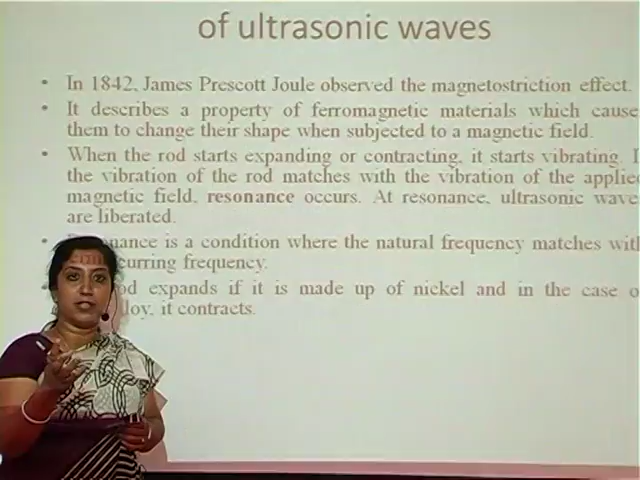 of ultrasonic waves
• In 1842, James Prescott Joule observed the magnetostriction effect.
• It describes a property of ferromagnetic materials which cause
them to change their shape when subjected to a magnetic field.
• When the rod starts expanding or contracting, it starts vibrating. I
the vibration of the rod matches with the vibration of the applie
magnetic field, resonance occurs. At resonance, ultrasonic wave
are liberated.
• nance is a condition where the natural frequency matches with
urring frequency.
od expands if it is made up of nickel and in the case o
lloy, it contracts.